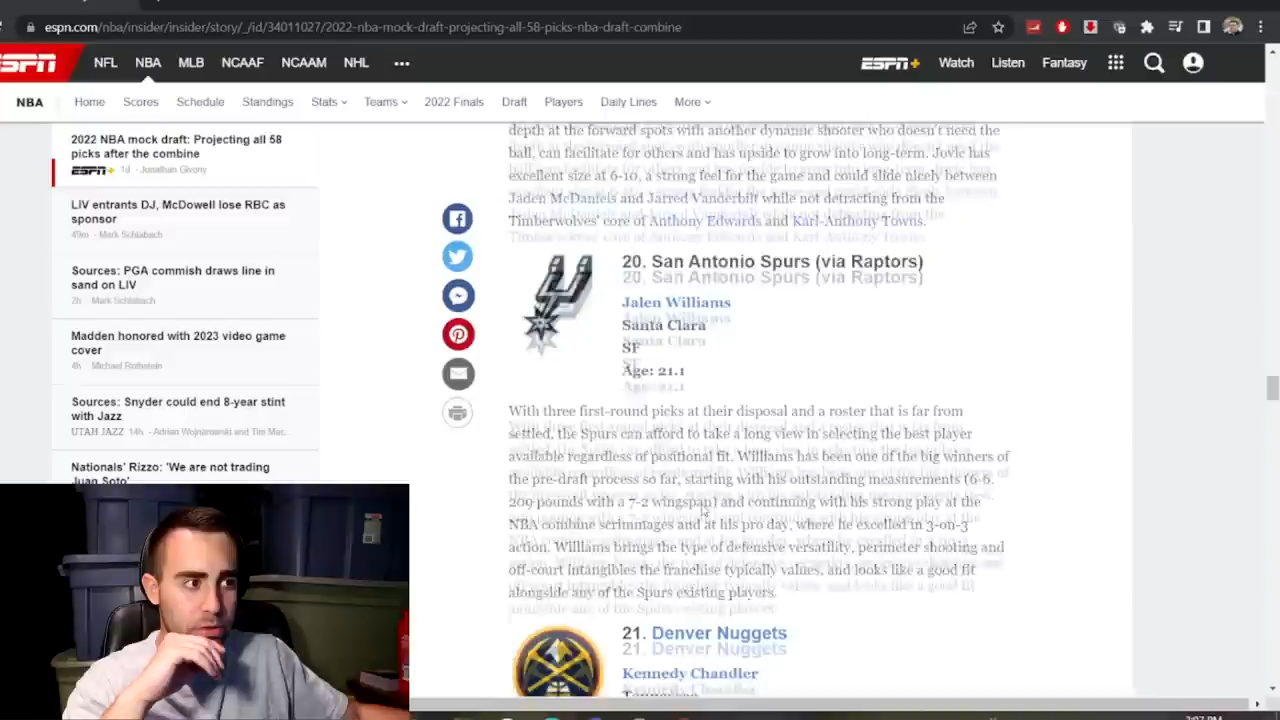 espn.com/nba/insider/insider/story/_/id/34011027/2022-nba-mock-draft-projecting-all-58-picks-nba-draft-combine
ESPN NFL NBA MLB NCAAF NCAAM NHL ... ESPN+ Watch Listen Fantasy
NBA Home Scores Schedule Standings Stats Teams 2022 Finals Draft Players Daily Lines More
2022 NBA mock draft: Projecting all 58
picks after the combine
ESPN+ 1d - Jonathan Givony
LIV entrants DJ, McDowell lose RBC as
sponsor
49m - Mark Schlabach
Sources: PGA commish draws line in
sand on LIV
2h Mark Schlabach
Madden honored with 2023 video game
cover
4h - Michael Rothstein
Sources: Snyder could end 8-year stint
with Jazz
UTAH JAZZ 14h - Adrian Wojnarowski and Tim Mac...
Nationals' Rizzo: 'We are not trading
Juan Soto'
depth at the forward spots with another dynamic shooter who doesn't need the
ball, can facilitate for others and has upside to grow into long-term. Jovic has
excellent size at 6-10, a strong feel for the game and could slide nicely between
Jaden McDaniels and Jarred Vanderbilt while not detracting from the
Timberwolves' core of Anthony Edwards and Karl-Anthony Towns.
20. San Antonio Spurs (via Raptors)
Jalen Williams
Santa Clara
SF
Age: 21.1
With three first-round picks at their disposal and a roster that is far from
settled, the Spurs can afford to take a long view in selecting the best player
available regardless of positional fit. Williams has been one of the big winners of
the pre-draft process so far, starting with his outstanding measurements (6-6,
209 pounds with a 7-2 wingspan) and continuing with his strong play at the
NBA combine scrimmages and at his pro day, where he excelled in 3-on-3
action. Williams brings the type of defensive versatility, perimeter shooting and
off-court intangibles the franchise typically values, and looks like a good fit
alongside any of the Spurs existing players.
21. Denver Nuggets
Kennedy Chandler